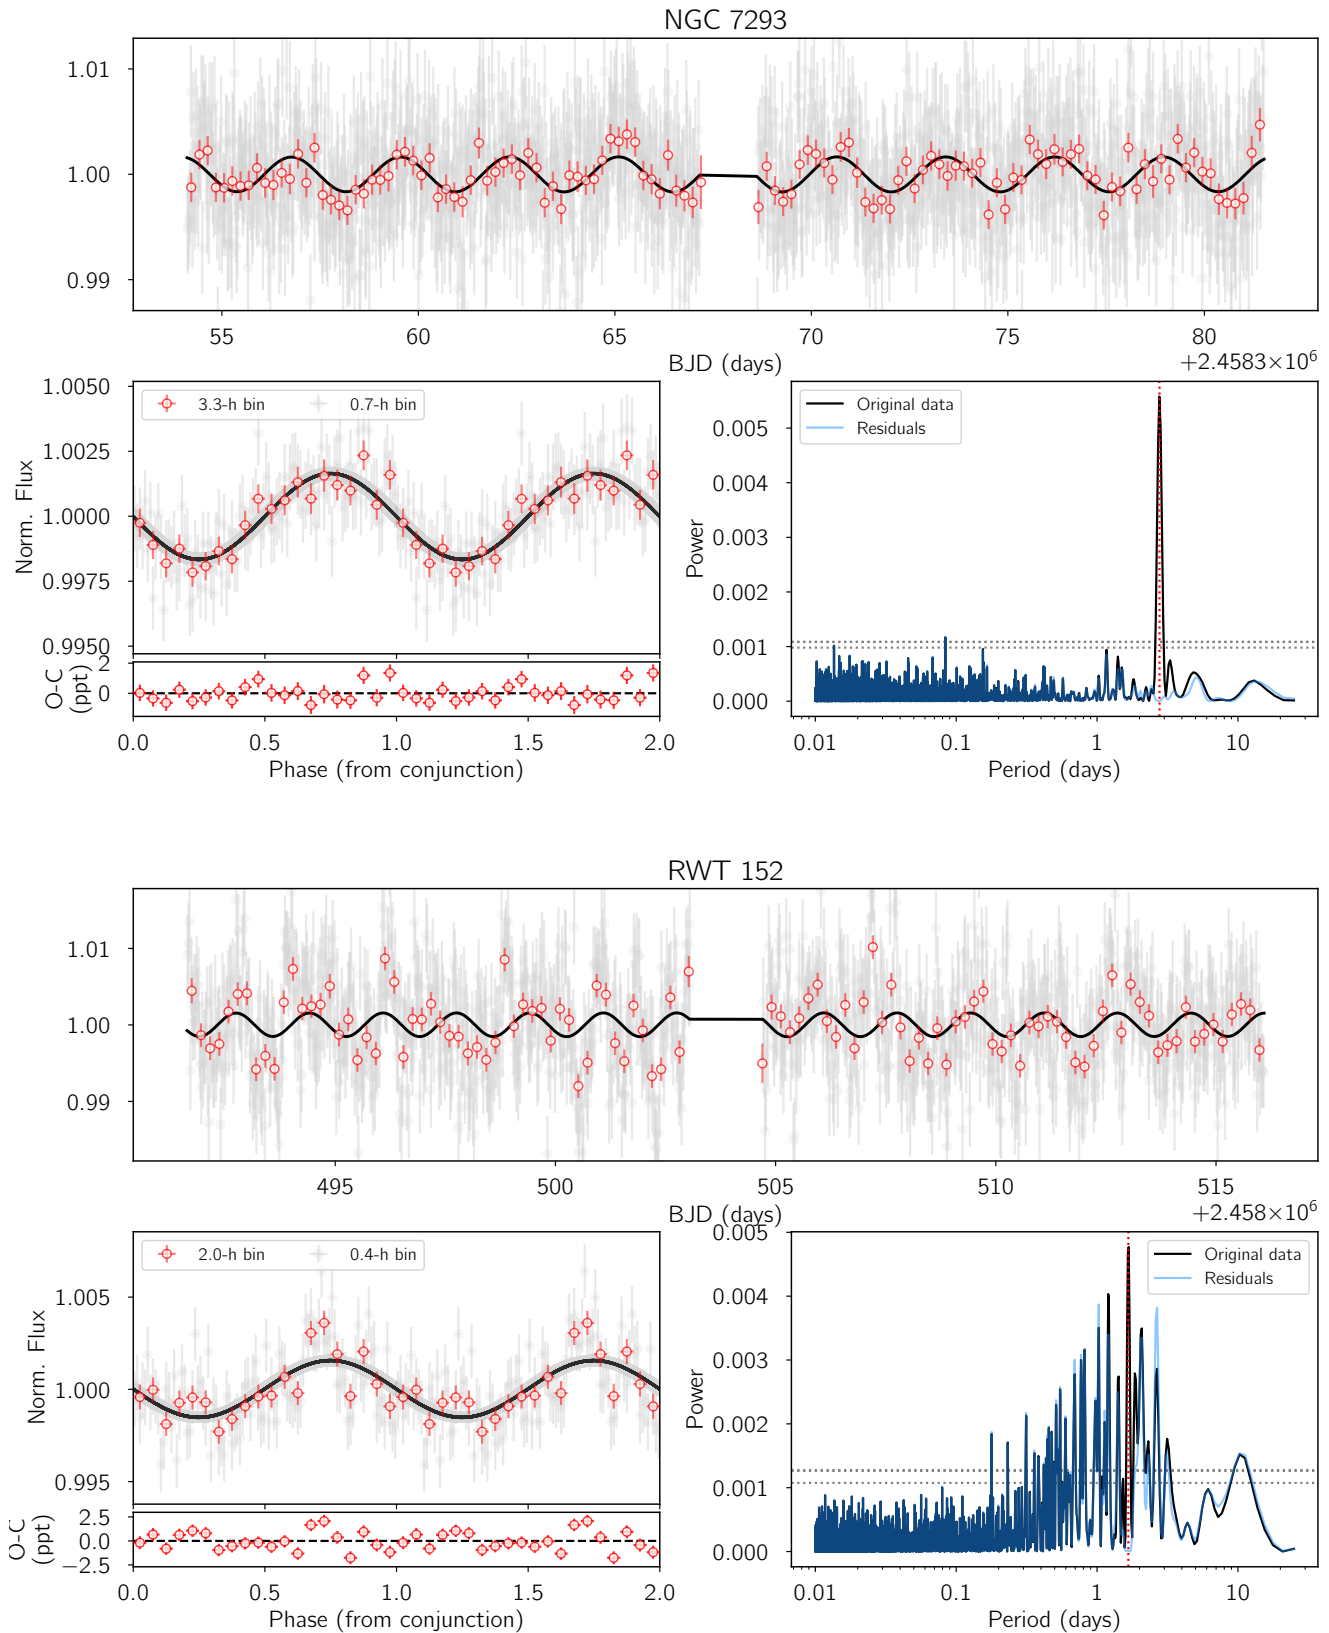 NGC 7293
1.01
1.00
0.99
55 60 65 70 75 80
BJD (days)
+2.4583×10⁶
1.0050
1.0025
1.0000
0.9975
0.9950
Norm. Flux
3.3-h bin 0.7-h bin
2
0
O-C
(ppt)
0.0 0.5 1.0 1.5 2.0
Phase (from conjunction)
Original data
Residuals
0.005
0.004
0.003
0.002
0.001
0.000
Power
0.01 0.1 1 10
Period (days)
RWT 152
1.01
1.00
0.99
495 500 505 510 515
BJD (days)
+2.458×10⁶
2.0-h bin 0.4-h bin
1.005
1.000
0.995
Norm. Flux
2.5
0.0
−2.5
O-C
(ppt)
0.0 0.5 1.0 1.5 2.0
Phase (from conjunction)
Original data
Residuals
0.005
0.004
0.003
0.002
0.001
0.000
Power
0.01 0.1 1 10
Period (days)